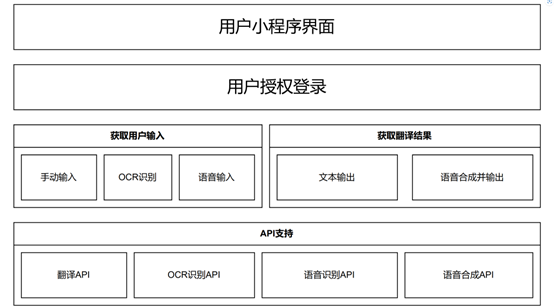 用户小程序界面
用户授权登录
获取用户输入
手动输入
OCR识别
语音输入
获取翻译结果
文本输出
语音合成并输出
API支持
翻译API
OCR识别API
语音识别API
语音合成API